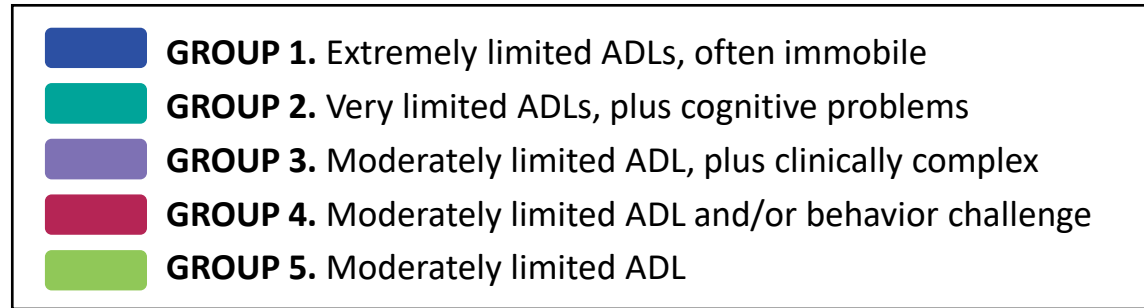 GROUP 1. Extremely limited ADLs, often immobile
GROUP 2. Very limited ADLs, plus cognitive problems
GROUP 3. Moderately limited ADL, plus clinically complex
GROUP 4. Moderately limited ADL and/or behavior challenge
GROUP 5. Moderately limited ADL